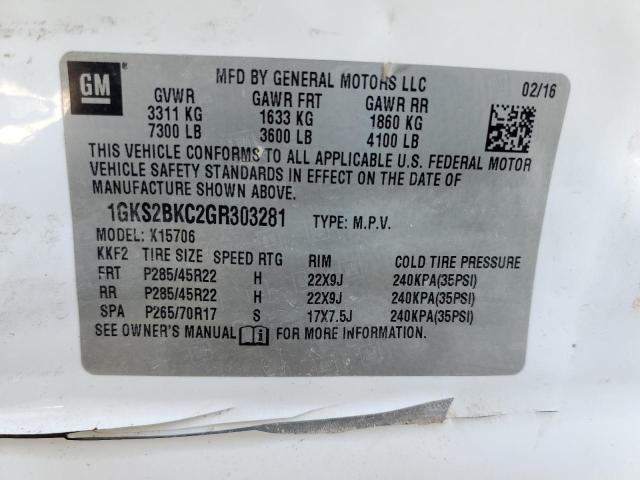 GM
MFD BY GENERAL MOTORS LLC 02/16
GVWR GAWR FRT GAWR RR
3311 KG 1633 KG 1860 KG
7300 LB 3600 LB 4100 LB
THIS VEHICLE CONFORMS TO ALL APPLICABLE U.S. FEDERAL MOTOR
VEHICLE SAFETY STANDARDS IN EFFECT ON THE DATE OF
MANUFACTURE SHOWN ABOVE.
1GKS2BKC2GR303281 TYPE: M.P.V.
MODEL: K15706
KKF2 TIRE SIZE SPEED RTG RIM COLD TIRE PRESSURE
FRT P285/45R22 H 22X9J 240KPA(35PSI)
RR P285/45R22 H 22X9J 240KPA(35PSI)
SPA P265/70R17 S 17X7.5J 240KPA(35PSI)
SEE OWNER'S MANUAL FOR MORE INFORMATION.